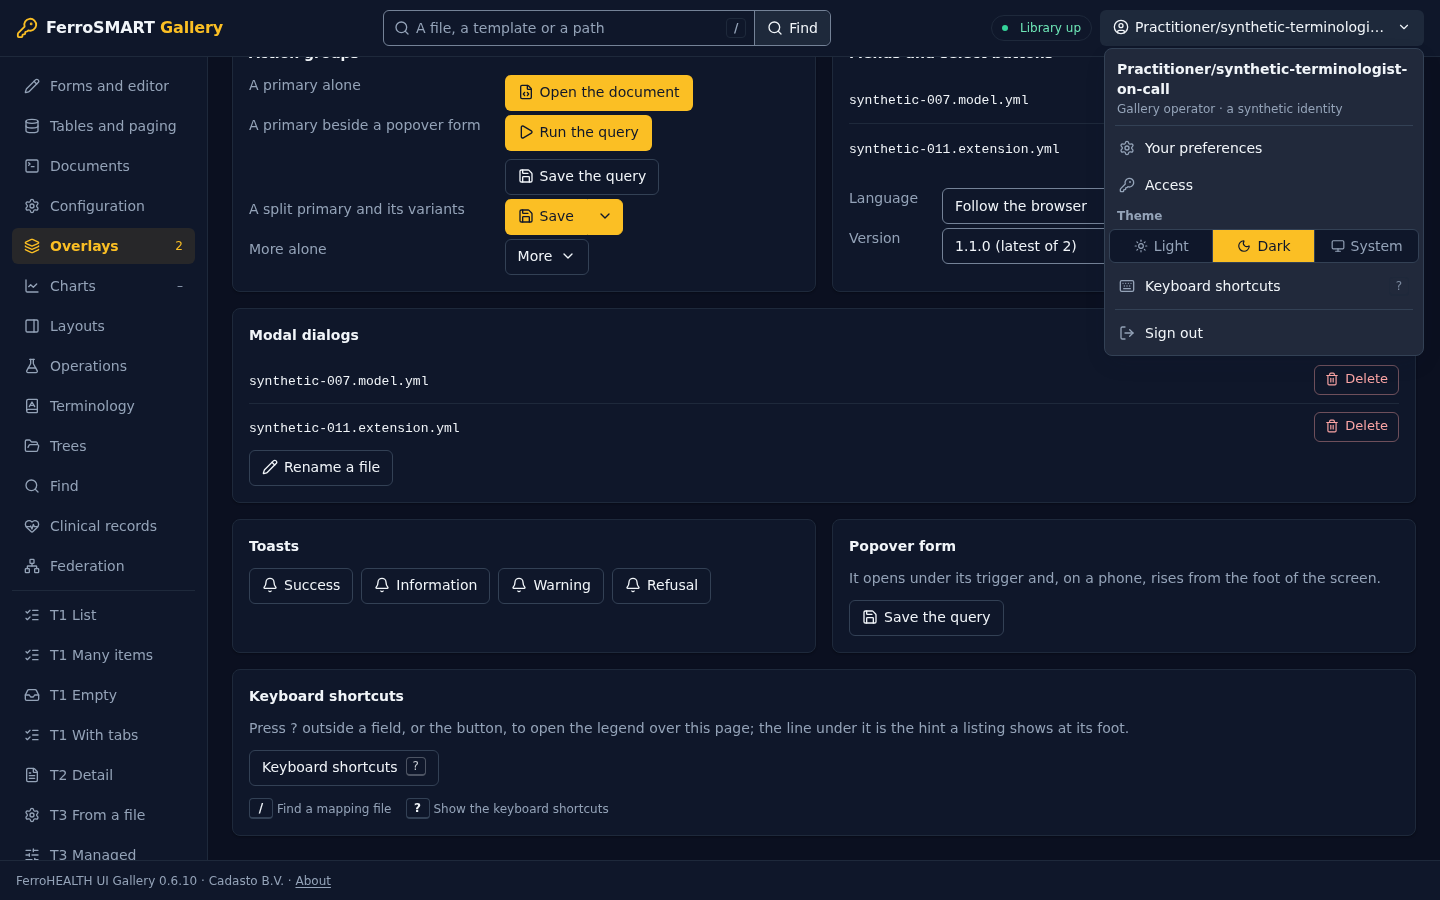 FerroSMART Gallery
A file, a template or a path
/
Find
Library up
Practitioner/synthetic-terminologi...
Practitioner/synthetic-terminologist-
on-call
Gallery operator · a synthetic identity
Your preferences
Access
Theme
Light
Dark
System
Keyboard shortcuts
?
Sign out
Forms and editor
Tables and paging
Documents
Configuration
Overlays
2
Charts
–
Layouts
Operations
Terminology
Trees
Find
Clinical records
Federation
T1 List
T1 Many items
T1 Empty
T1 With tabs
T2 Detail
T3 From a file
T3 Managed
A primary alone
Open the document
A primary beside a popover form
Run the query
Save the query
A split primary and its variants
Save
More alone
More
synthetic-007.model.yml
synthetic-011.extension.yml
Language
Follow the browser
Version
1.1.0 (latest of 2)
Modal dialogs
synthetic-007.model.yml
Delete
synthetic-011.extension.yml
Delete
Rename a file
Toasts
Success
Information
Warning
Refusal
Popover form
It opens under its trigger and, on a phone, rises from the foot of the screen.
Save the query
Keyboard shortcuts
Press ? outside a field, or the button, to open the legend over this page; the line under it is the hint a listing shows at its foot.
Keyboard shortcuts ?
/ Find a mapping file ? Show the keyboard shortcuts
FerroHEALTH UI Gallery 0.6.10 · Cadasto B.V. · About